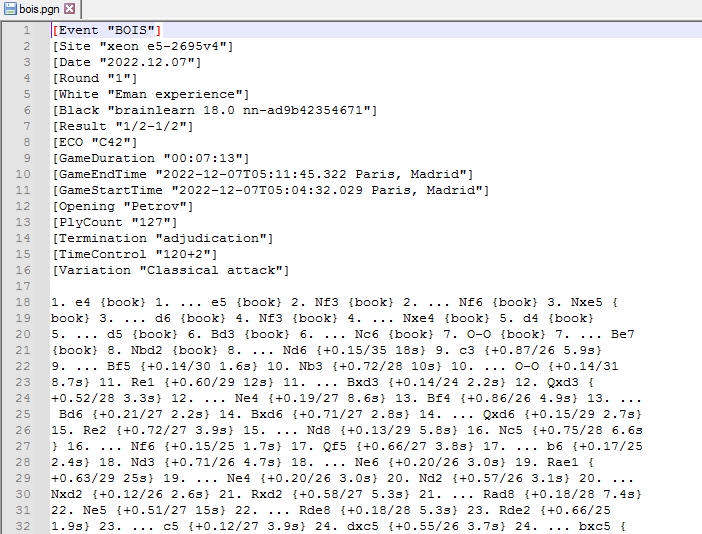 bois.pgn
1 [Event "BOIS"]
2 [Site "xeon e5-2695v4"]
3 [Date "2022.12.07"]
4 [Round "1"]
5 [White "Eman experience"]
6 [Black "brainlearn 18.0 nn-ad9b42354671"]
7 [Result "1/2-1/2"]
8 [ECO "C42"]
9 [GameDuration "00:07:13"]
10 [GameEndTime "2022-12-07T05:11:45.322 Paris, Madrid"]
11 [GameStartTime "2022-12-07T05:04:32.029 Paris, Madrid"]
12 [Opening "Petrov"]
13 [PlyCount "127"]
14 [Termination "adjudication"]
15 [TimeControl "120+2"]
16 [Variation "Classical attack"]
17
18 1. e4 {book} 1. ... e5 {book} 2. Nf3 {book} 2. ... Nf6 {book} 3. Nxe5 {
19 book} 3. ... d6 {book} 4. Nf3 {book} 4. ... Nxe4 {book} 5. d4 {book}
20 5. ... d5 {book} 6. Bd3 {book} 6. ... Nc6 {book} 7. O-O {book} 7. ... Be7
21 {book} 8. Nbd2 {book} 8. ... Nd6 {+0.15/35 18s} 9. c3 {+0.87/26 5.9s}
22 9. ... Bf5 {+0.14/30 1.6s} 10. Nb3 {+0.72/28 10s} 10. ... O-O {+0.14/31
23 8.7s} 11. Re1 {+0.60/29 12s} 11. ... Bxd3 {+0.14/24 2.2s} 12. Qxd3 {
24 +0.52/28 3.3s} 12. ... Ne4 {+0.19/27 8.6s} 13. Bf4 {+0.86/26 4.9s} 13. ...
25 Bd6 {+0.21/27 2.2s} 14. Bxd6 {+0.71/27 2.8s} 14. ... Qxd6 {+0.15/29 2.7s}
26 15. Re2 {+0.72/27 3.9s} 15. ... Nd8 {+0.13/29 5.8s} 16. Nc5 {+0.75/28 6.6s
27 } 16. ... Nf6 {+0.15/25 1.7s} 17. Qf5 {+0.66/27 3.8s} 17. ... b6 {+0.17/25
28 2.4s} 18. Nd3 {+0.71/26 4.7s} 18. ... Ne6 {+0.20/26 3.0s} 19. Rae1 {
29 +0.63/29 25s} 19. ... Ne4 {+0.20/26 3.0s} 20. Nd2 {+0.57/26 3.1s} 20. ...
30 Nxd2 {+0.12/26 2.6s} 21. Rxd2 {+0.58/27 5.3s} 21. ... Rad8 {+0.18/28 7.4s}
31 22. Ne5 {+0.51/27 15s} 22. ... Rde8 {+0.18/28 5.3s} 23. Rde2 {+0.66/25
32 1.9s} 23. ... c5 {+0.12/27 3.9s} 24. dxc5 {+0.55/26 3.7s} 24. ... bxc5 {